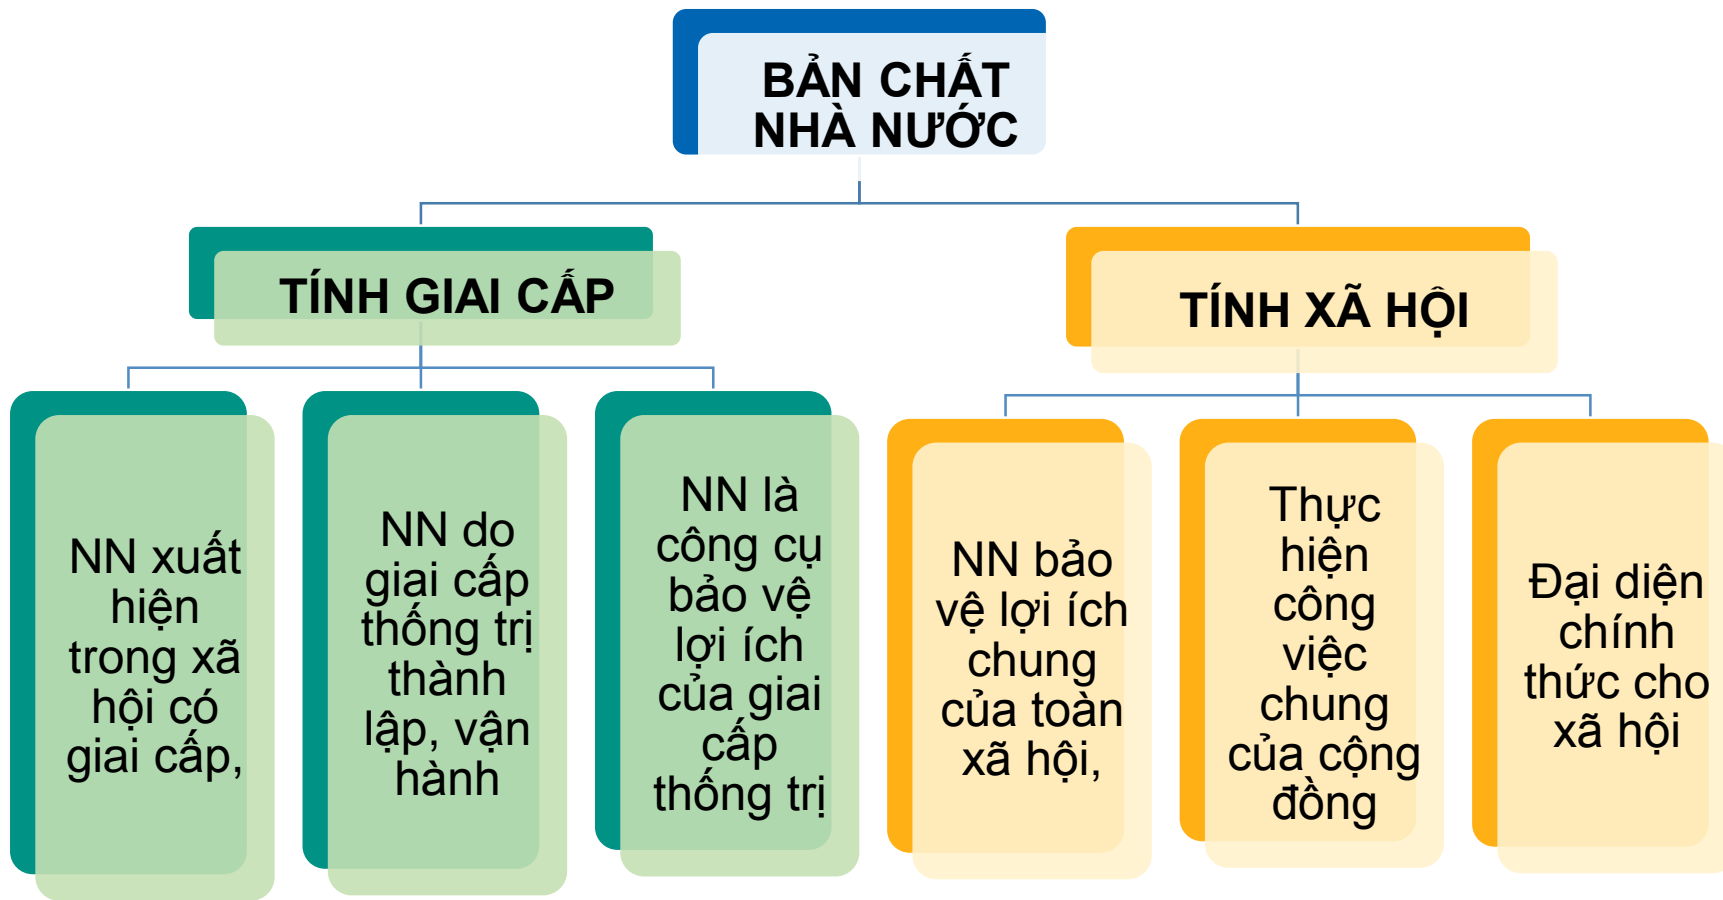 BẢN CHẤT
NHÀ NƯỚC
TÍNH GIAI CẤP
TÍNH XÃ HỘI
NN xuất
hiện
trong xã
hội có
giai cấp,
NN do
giai cấp
thống trị
thành
lập, vận
hành
NN là
công cụ
bảo vệ
lợi ích
của giai
cấp
thống trị
NN bảo
vệ lợi ích
chung
của toàn
xã hội,
Thực
hiện
công
việc
chung
của cộng
đồng
Đại diện
chính
thức cho
xã hội